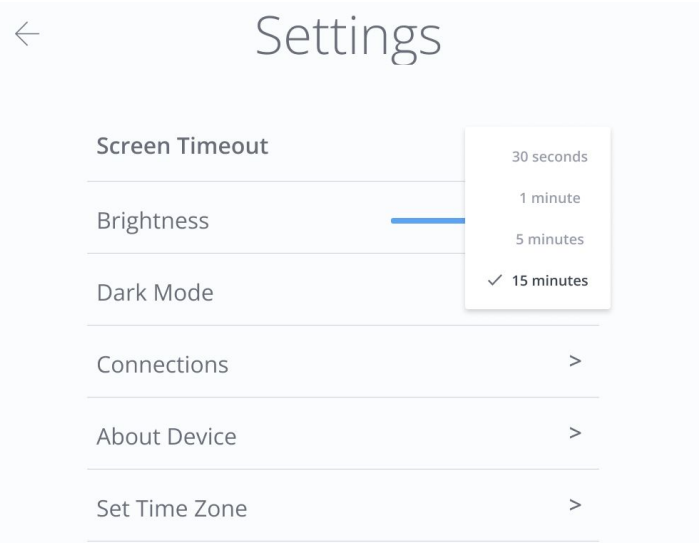 Settings
Screen Timeout
30 seconds
1 minute
Brightness
5 minutes
15 minutes
Dark Mode
Connections >
About Device >
Set Time Zone >